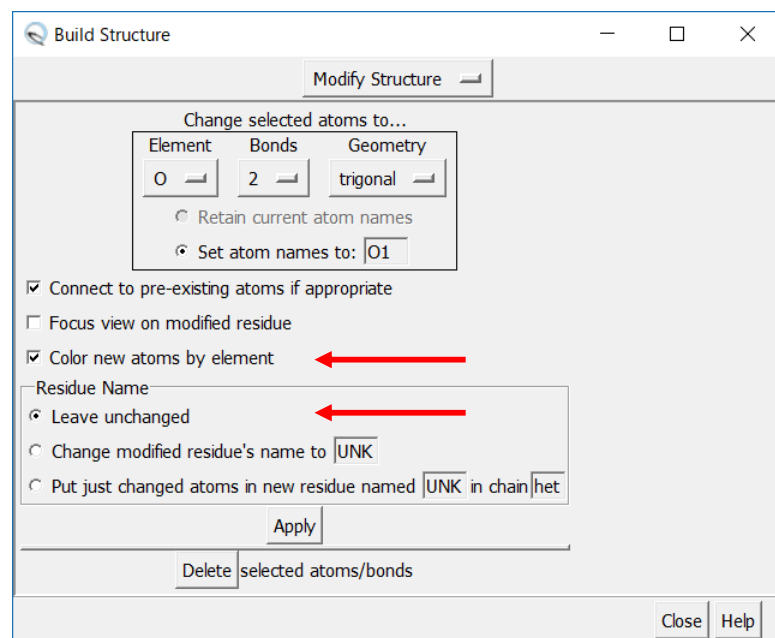 Build Structure
Modify Structure
Change selected atoms to...
Element Bonds Geometry
O 2 trigonal
Retain current atom names
Set atom names to: O1
Connect to pre-existing atoms if appropriate
Focus view on modified residue
Color new atoms by element
Residue Name
Leave unchanged
Change modified residue's name to UNK
Put just changed atoms in new residue named UNK in chain het
Apply
Delete selected atoms/bonds
Close Help